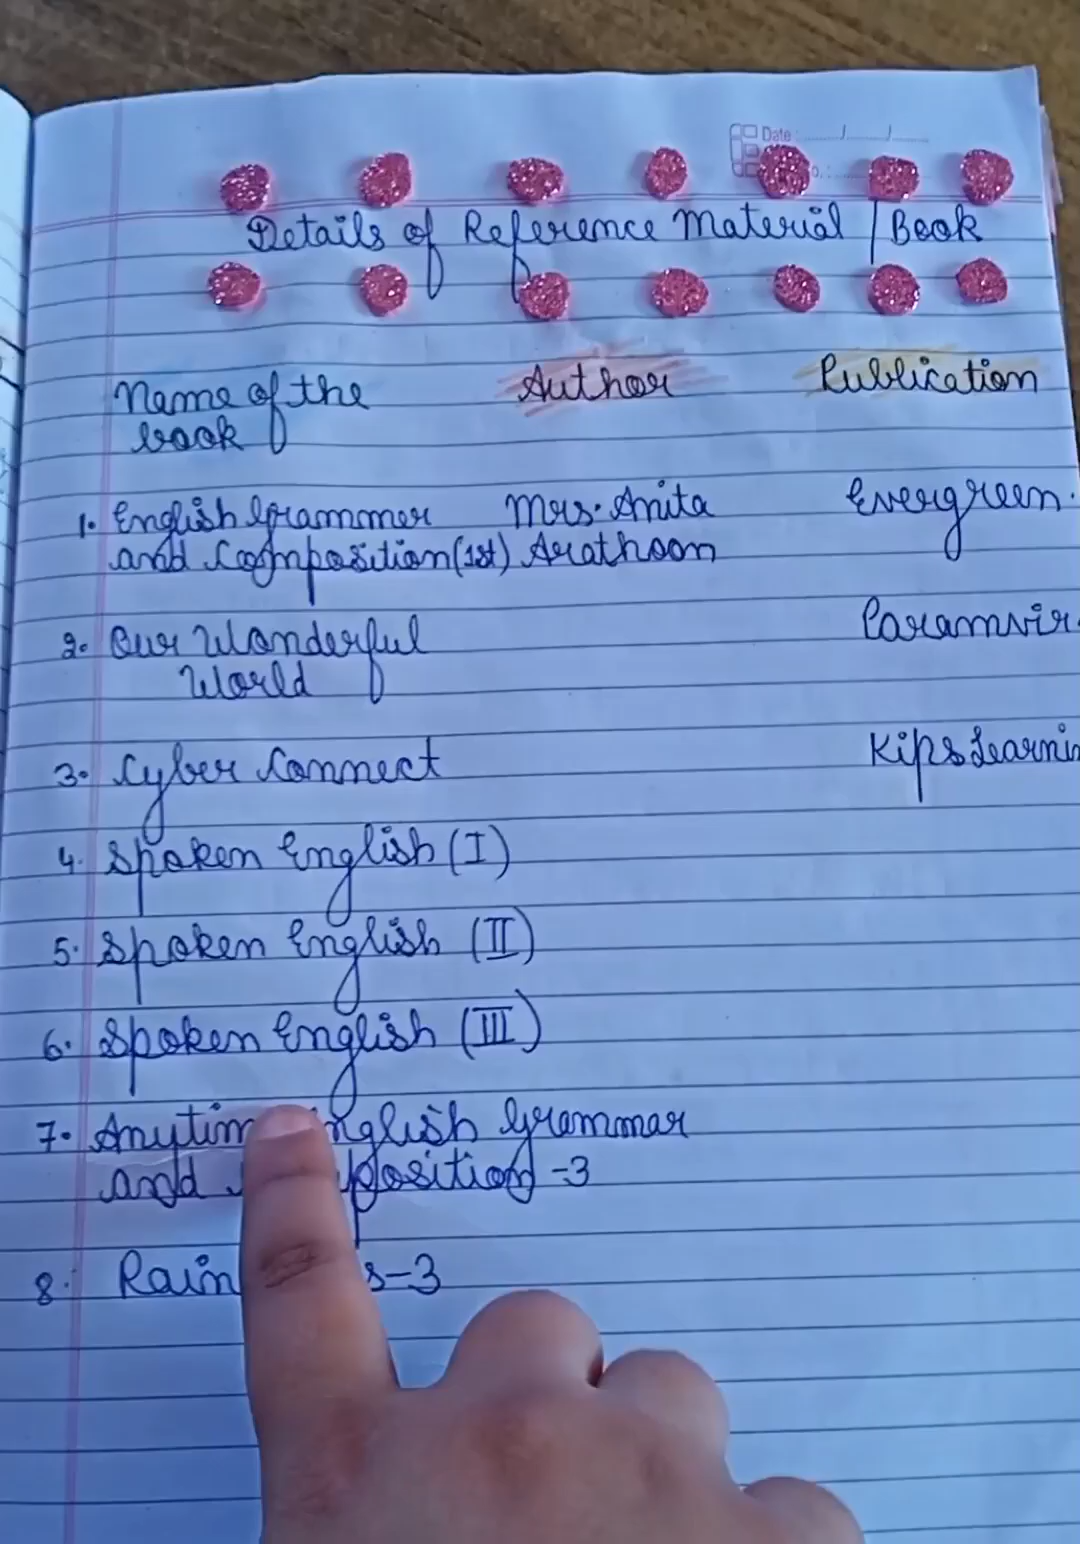 Date : ....../....../......
Details of Reference Material / Book
Name of the Author Publication
book
1. English Grammer Mrs. Anita Evergreen.
and Composition (1st) Arathoon
2. Our Wonderful Paramvir.
World
3. Cyber Connect Kips Learnin
4. Spoken English (I)
5. Spoken English (II)
6. Spoken English (III)
7. Anytim nglish Grammar
and position -3
8. Rain s-3